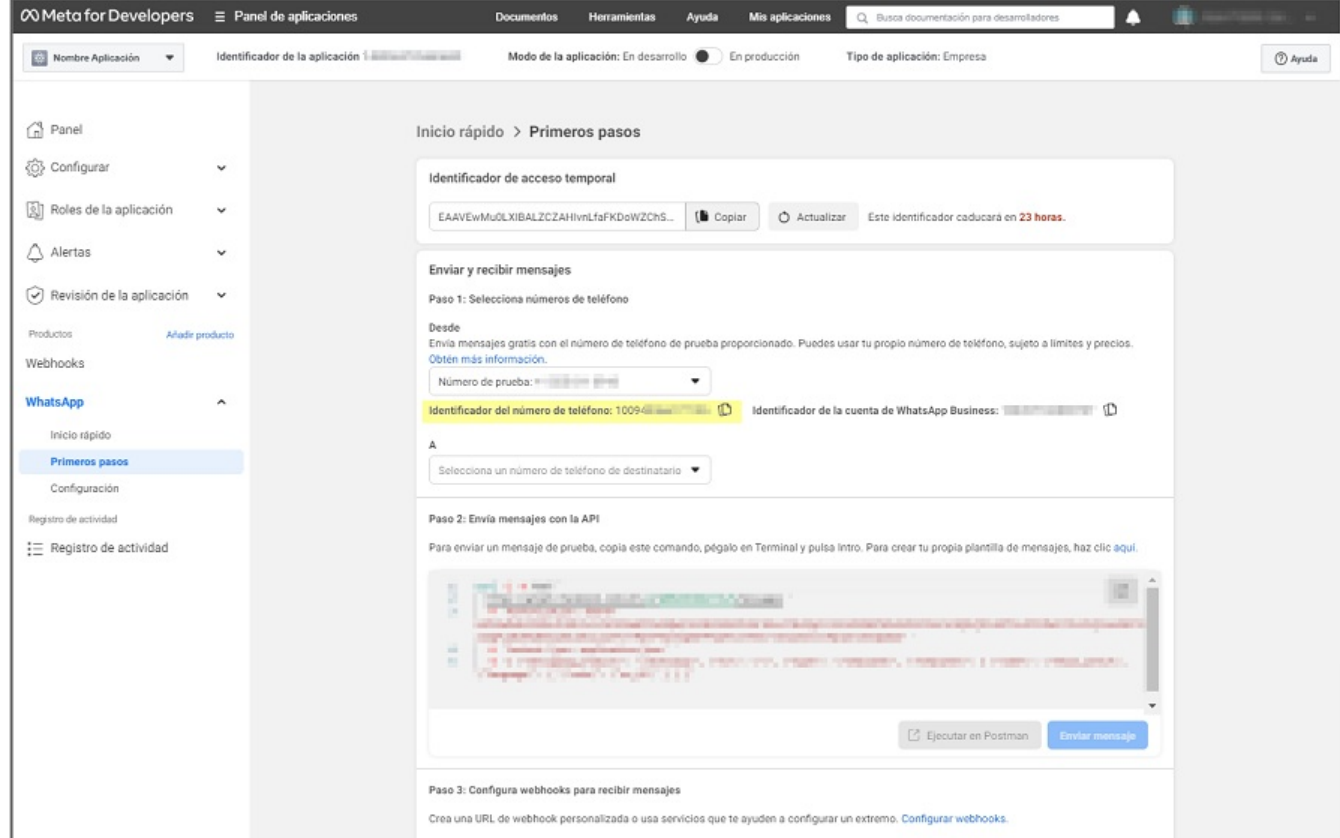 Meta for Developers
Panel de aplicaciones
Documentos
Herramientas
Ayuda
Mis aplicaciones
Busca documentación para desarrolladores
Nombre Aplicación
Identificador de la aplicación
Modo de la aplicación: En desarrollo
En producción
Tipo de aplicación: Empresa
Ayuda
Panel
Configurar
Roles de la aplicación
Alertas
Revisión de la aplicación
Productos
Añadir producto
Webhooks
WhatsApp
Inicio rápido
Primeros pasos
Configuración
Registro de actividad
Registro de actividad
Inicio rápido > Primeros pasos
Identificador de acceso temporal
EAAVEwMu0LXIBALZCZAHIvnLfaFKDoWZChS...
Copiar
Actualizar
Este identificador caducará en 23 horas.
Enviar y recibir mensajes
Paso 1: Selecciona números de teléfono
Desde
Envía mensajes gratis con el número de teléfono de prueba proporcionado. Puedes usar tu propio número de teléfono, sujeto a límites y precios.
Obtén más información.
Número de prueba:
Identificador del número de teléfono: 10094
Identificador de la cuenta de WhatsApp Business:
A
Selecciona un número de teléfono de destinatario
Paso 2: Envía mensajes con la API
Para enviar un mensaje de prueba, copia este comando, pégalo en Terminal y pulsa Intro. Para crear tu propia plantilla de mensajes, haz clic aquí.
Ejecutar en Postman
Enviar mensaje
Paso 3: Configura webhooks para recibir mensajes
Crea una URL de webhook personalizada o usa servicios que te ayuden a configurar un extremo. Configurar webhooks.